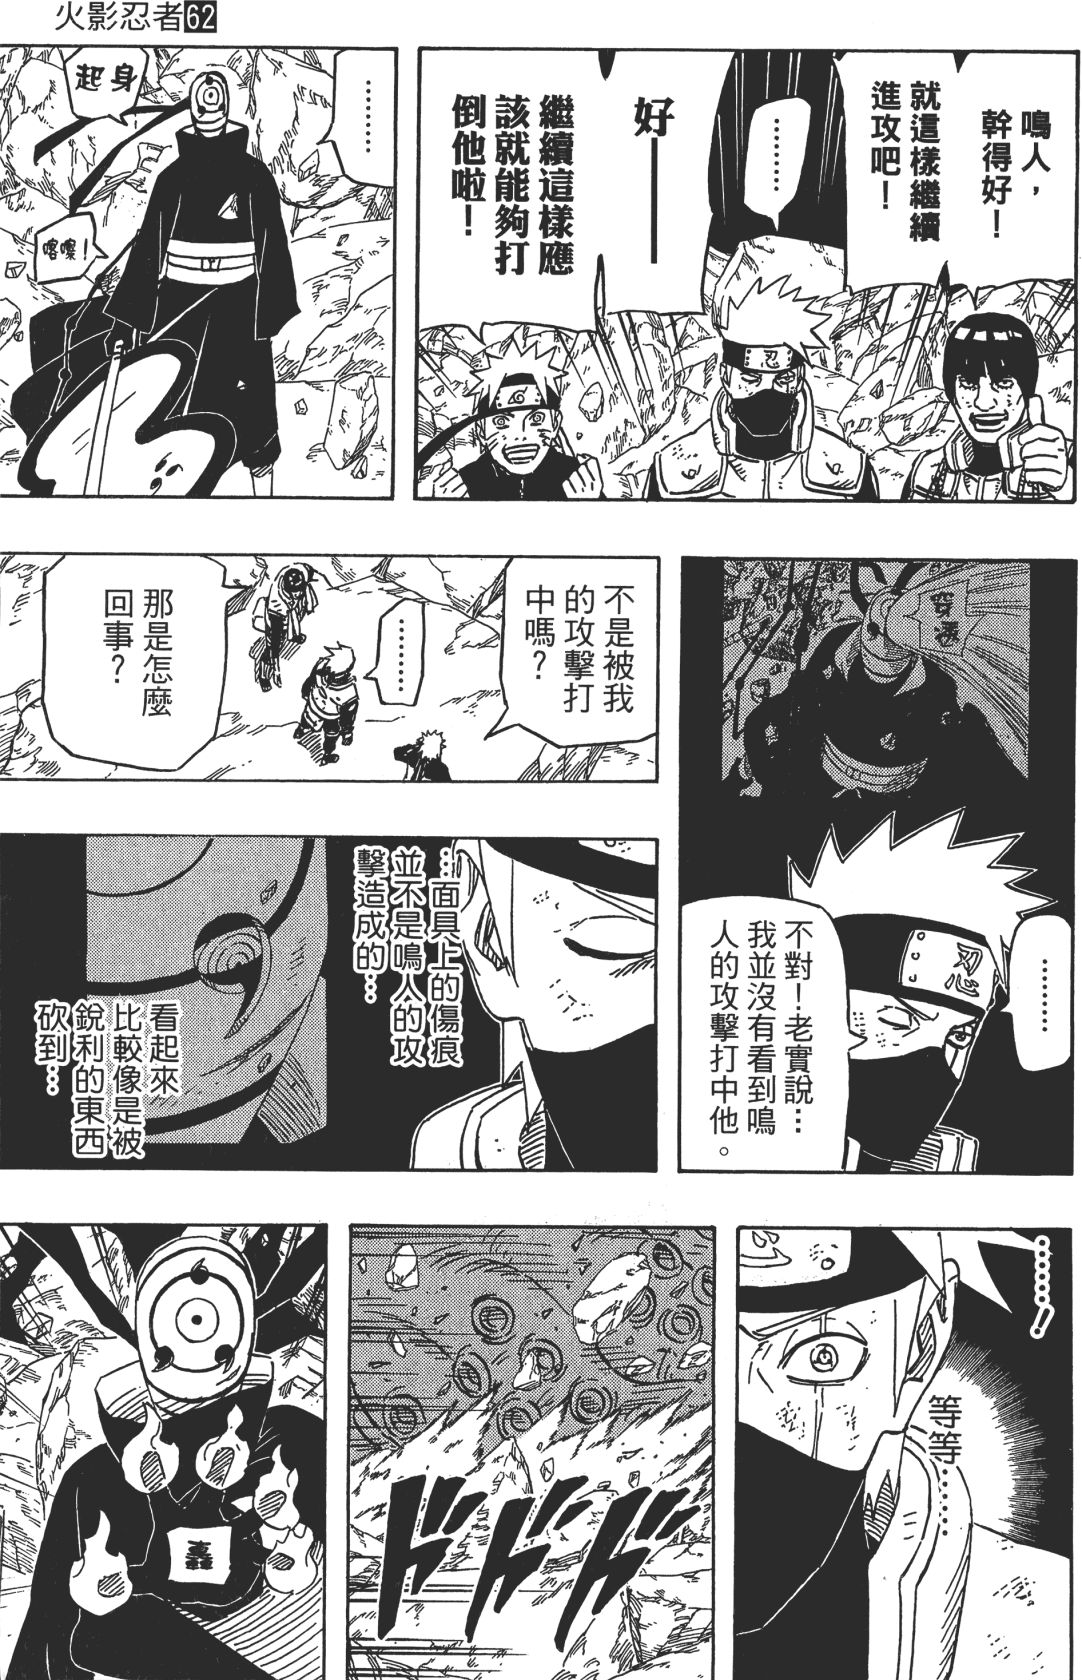 火影忍者62
鳴人，
幹得好！
就這樣繼續
進攻吧！
………
好——
繼續這樣應
該就能夠打
倒他啦！
………
起身
喀嚓！
穿透
………
不對！老實說…
我並沒有看到鳴
人的攻擊打中他。
不是被我
的攻擊打
中嗎？
………
那是怎麼
回事？
…面具上的傷痕
並不是鳴人的攻
擊造成的…
看起來
比較像是被
銳利的東西
砍到…
………！
等等………
忍
忍
ドドド